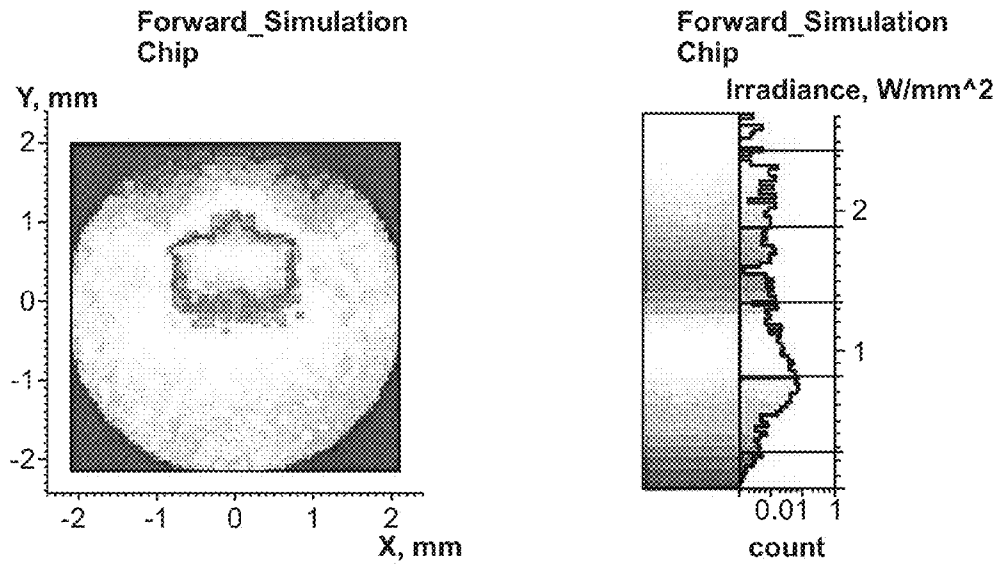 Forward_Simulation
Chip
Y, mm
2
1
0
-1
-2
-2 -1 0 1 2
X, mm
Forward_Simulation
Chip
Irradiance, W/mm^2
2
1
0.01 1
count